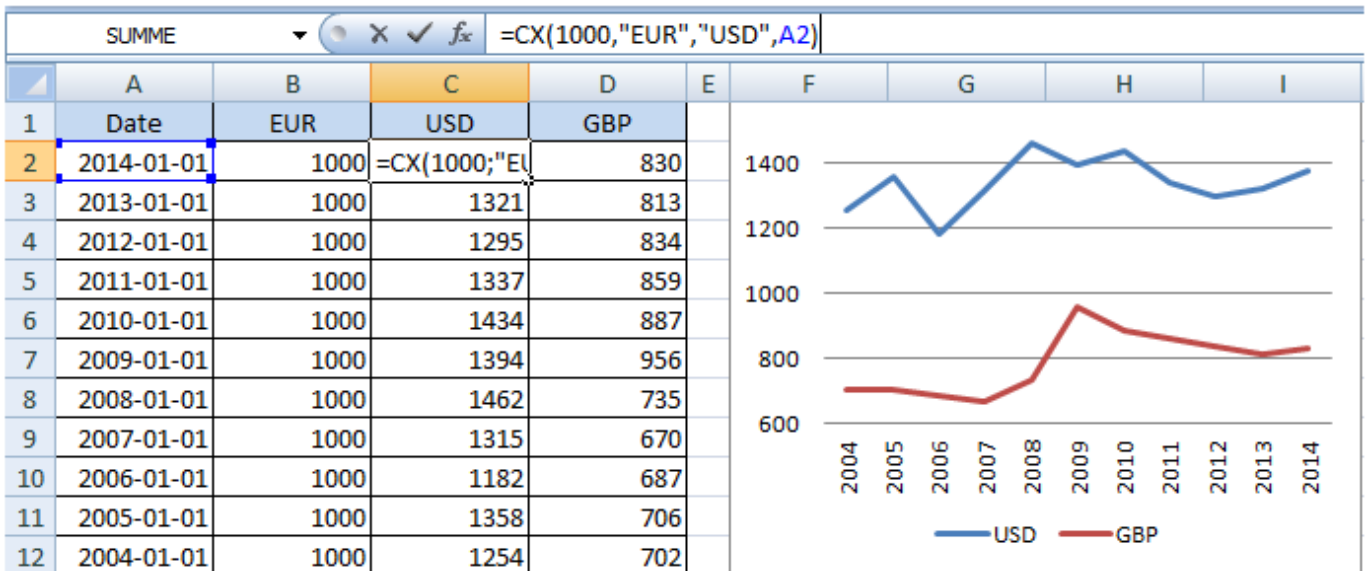 SUMME fx =CX(1000,"EUR","USD",A2)
A B C D E F G H I
1 Date EUR USD GBP
2 2014-01-01 1000 =CX(1000;"EU 830
3 2013-01-01 1000 1321 813
4 2012-01-01 1000 1295 834
5 2011-01-01 1000 1337 859
6 2010-01-01 1000 1434 887
7 2009-01-01 1000 1394 956
8 2008-01-01 1000 1462 735
9 2007-01-01 1000 1315 670
10 2006-01-01 1000 1182 687
11 2005-01-01 1000 1358 706
12 2004-01-01 1000 1254 702
1400
1200
1000
800
600
2004 2005 2006 2007 2008 2009 2010 2011 2012 2013 2014
USD GBP